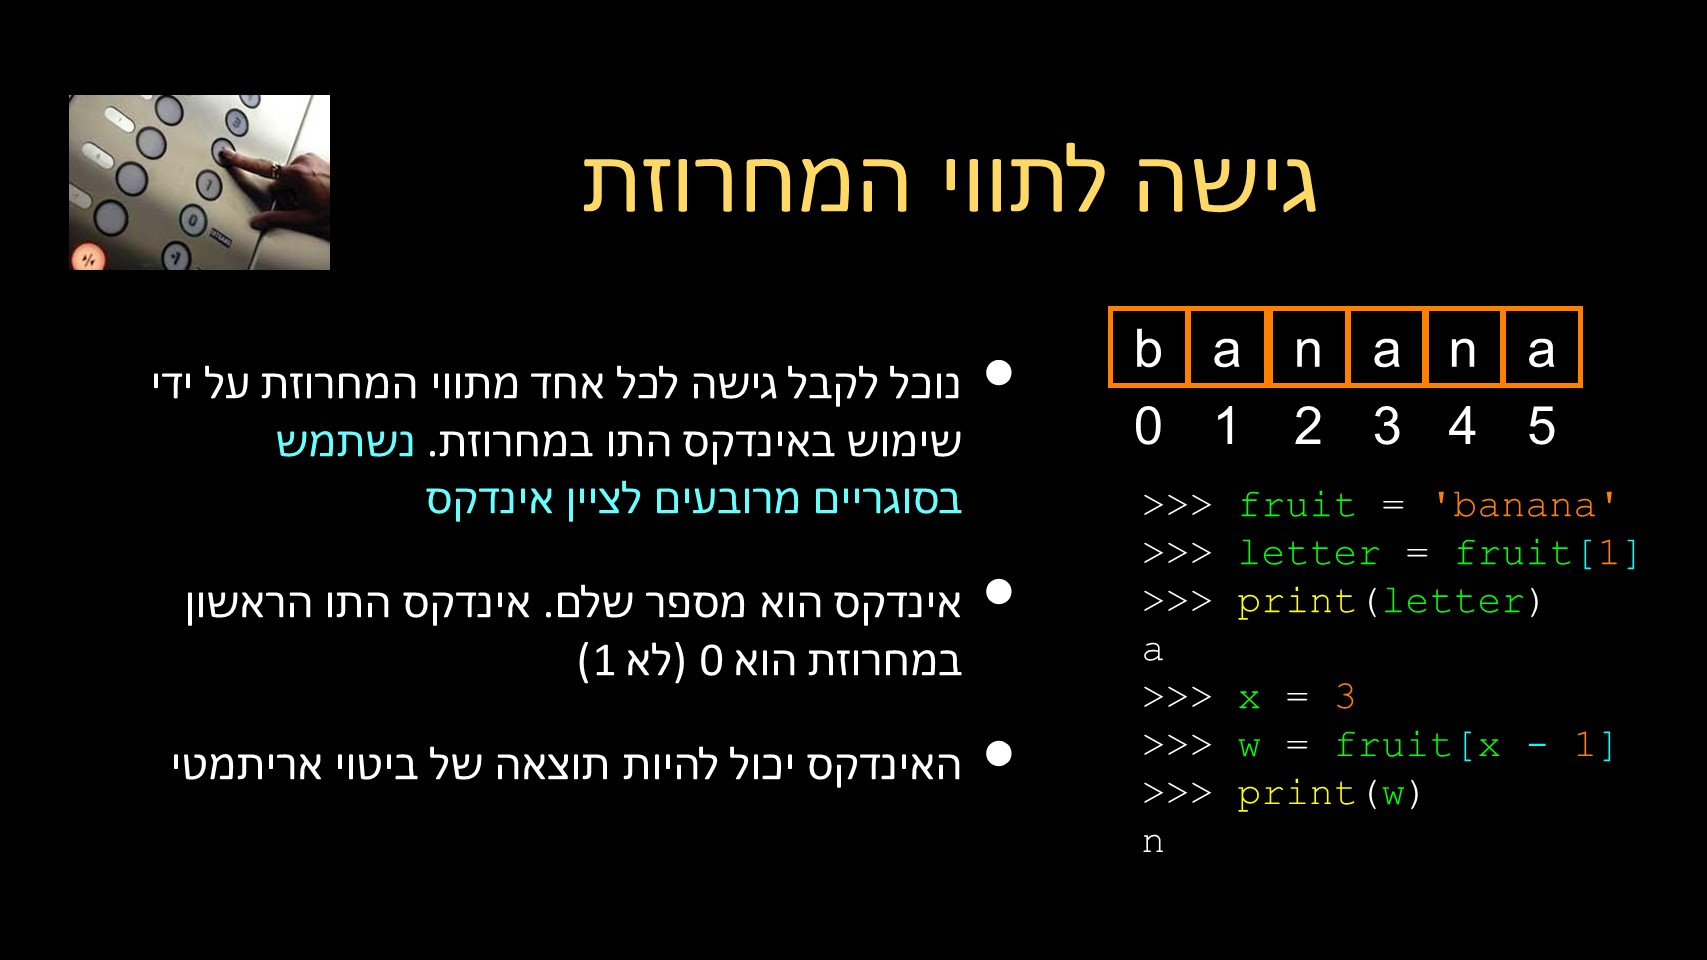 גישה לתווי המחרוזת
נוכל לקבל גישה לכל אחד מתווי המחרוזת על ידי
שימוש באינדקס התו במחרוזת. נשתמש
בסוגריים מרובעים לציין אינדקס
אינדקס הוא מספר שלם. אינדקס התו הראשון
במחרוזת הוא 0 (לא 1)
האינדקס יכול להיות תוצאה של ביטוי אריתמטי
b a n a n a
0 1 2 3 4 5
>>> fruit = 'banana'
>>> letter = fruit[1]
>>> print(letter)
a
>>> x = 3
>>> w = fruit[x - 1]
>>> print(w)
n